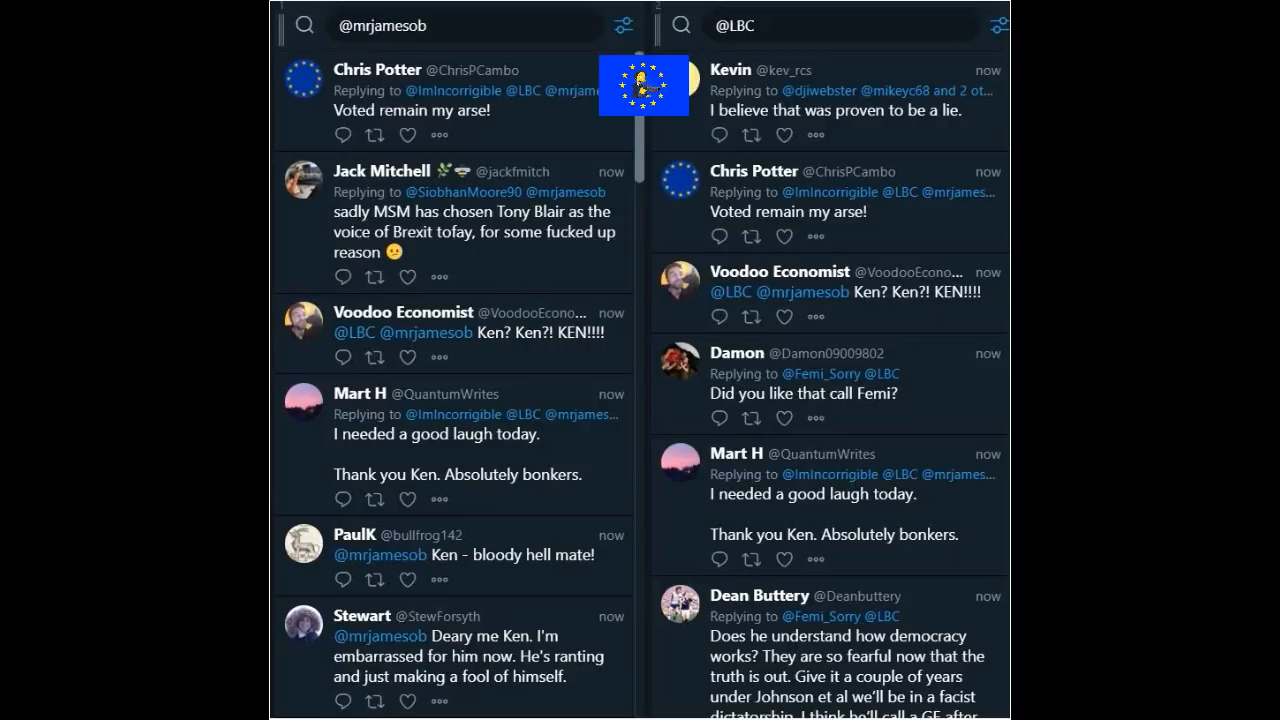 1
@mrjamesob
Chris Potter @ChrisPCambo
Replying to @ImIncorrigible @LBC @mrjame
Voted remain my arse!
Jack Mitchell 🌿🐝 @jackfmitch now
Replying to @SiobhanMoore90 @mrjamesob
sadly MSM has chosen Tony Blair as the
voice of Brexit tofay, for some fucked up
reason 😕
Voodoo Economist @VoodooEcono... now
@LBC @mrjamesob Ken? Ken?! KEN!!!!
Mart H @QuantumWrites now
Replying to @ImIncorrigible @LBC @mrjames...
I needed a good laugh today.
Thank you Ken. Absolutely bonkers.
PaulK @bullfrog142 now
@mrjamesob Ken - bloody hell mate!
Stewart @StewForsyth now
@mrjamesob Deary me Ken. I'm
embarrassed for him now. He's ranting
and just making a fool of himself.
2
@LBC
Kevin @kev_rcs now
Replying to @djiwebster @mikeyc68 and 2 ot...
I believe that was proven to be a lie.
Chris Potter @ChrisPCambo now
Replying to @ImIncorrigible @LBC @mrjames...
Voted remain my arse!
Voodoo Economist @VoodooEcono... now
@LBC @mrjamesob Ken? Ken?! KEN!!!!
Damon @Damon09009802 now
Replying to @Femi_Sorry @LBC
Did you like that call Femi?
Mart H @QuantumWrites now
Replying to @ImIncorrigible @LBC @mrjames...
I needed a good laugh today.
Thank you Ken. Absolutely bonkers.
Dean Buttery @Deanbuttery now
Replying to @Femi_Sorry @LBC
Does he understand how democracy
works? They are so fearful now that the
truth is out. Give it a couple of years
under Johnson et al we'll be in a facist
dictatorship. I think he'll call a GE after